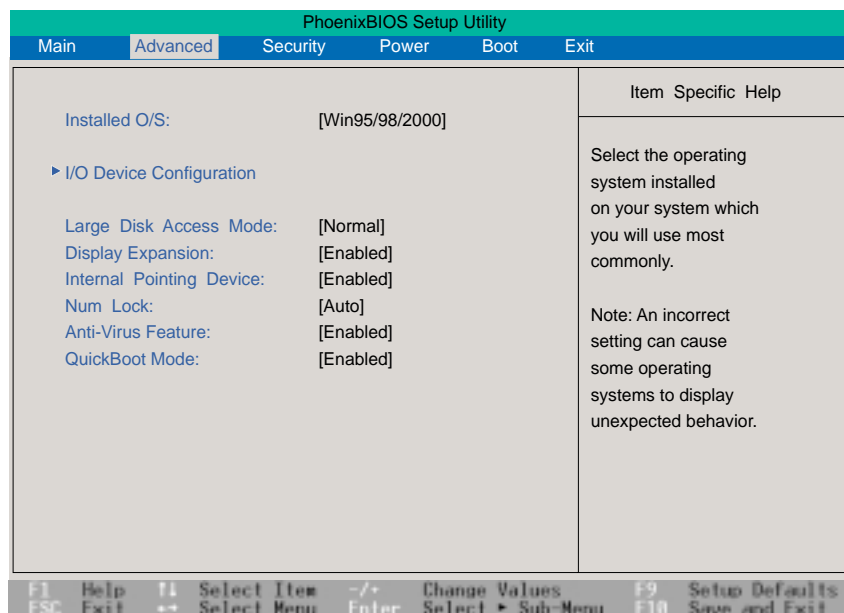 PhoenixBIOS Setup Utility
Main Advanced Security Power Boot Exit
Installed O/S: [Win95/98/2000]
I/O Device Configuration
Large Disk Access Mode: [Normal]
Display Expansion: [Enabled]
Internal Pointing Device: [Enabled]
Num Lock: [Auto]
Anti-Virus Feature: [Enabled]
QuickBoot Mode: [Enabled]
Item Specific Help
Select the operating
system installed
on your system which
you will use most
commonly.
Note: An incorrect
setting can cause
some operating
systems to display
unexpected behavior.
F1 Help ↑↓ Select Item -/+ Change Values F9 Setup Defaults
ESC Exit ←→ Select Menu Enter Select ► Sub-Menu F10 Save and Exit